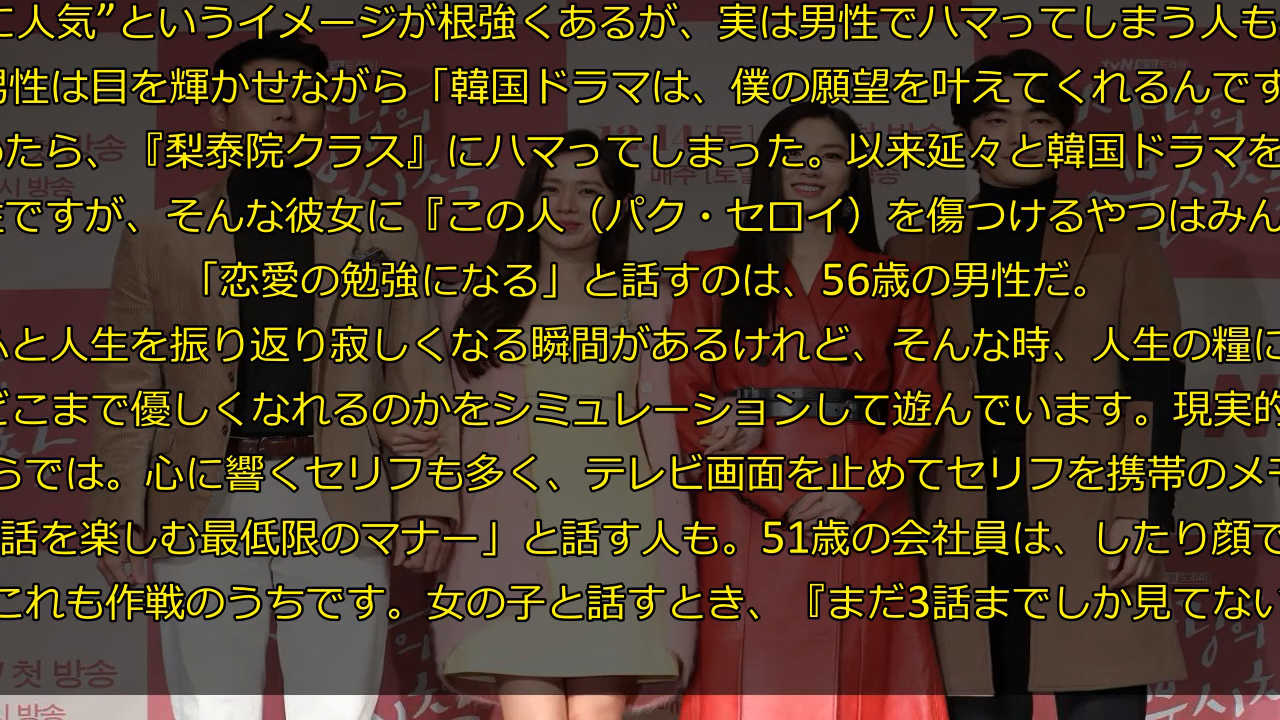 に人気”というイメージが根強くあるが、実は男性でハマってしまう人も
男性は目を輝かせながら「韓国ドラマは、僕の願望を叶えてくれるんです
ったら、『梨泰院クラス』にハマってしまった。以来延々と韓国ドラマを
性ですが、そんな彼女に『この人（パク・セロイ）を傷つけるやつはみん
「恋愛の勉強になる」と話すのは、56歳の男性だ。
ふと人生を振り返り寂しくなる瞬間があるけれど、そんな時、人生の糧に
どこまで優しくなれるのかをシミュレーションして遊んでいます。現実的
うでは。心に響くセリフも多く、テレビ画面を止めてセリフを携帯のメモ
話を楽しむ最低限のマナー」と話す人も。51歳の会社員は、したり顔で
これも作戦のうちです。女の子と話すとき、『まだ3話までしか見てない
첫 방송